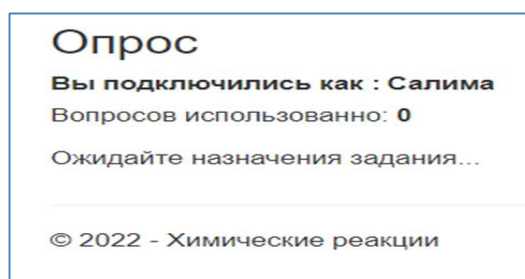 Опрос
Вы подключились как : Салима
Вопросов использованно: 0
Ожидайте назначения задания...
© 2022 - Химические реакции